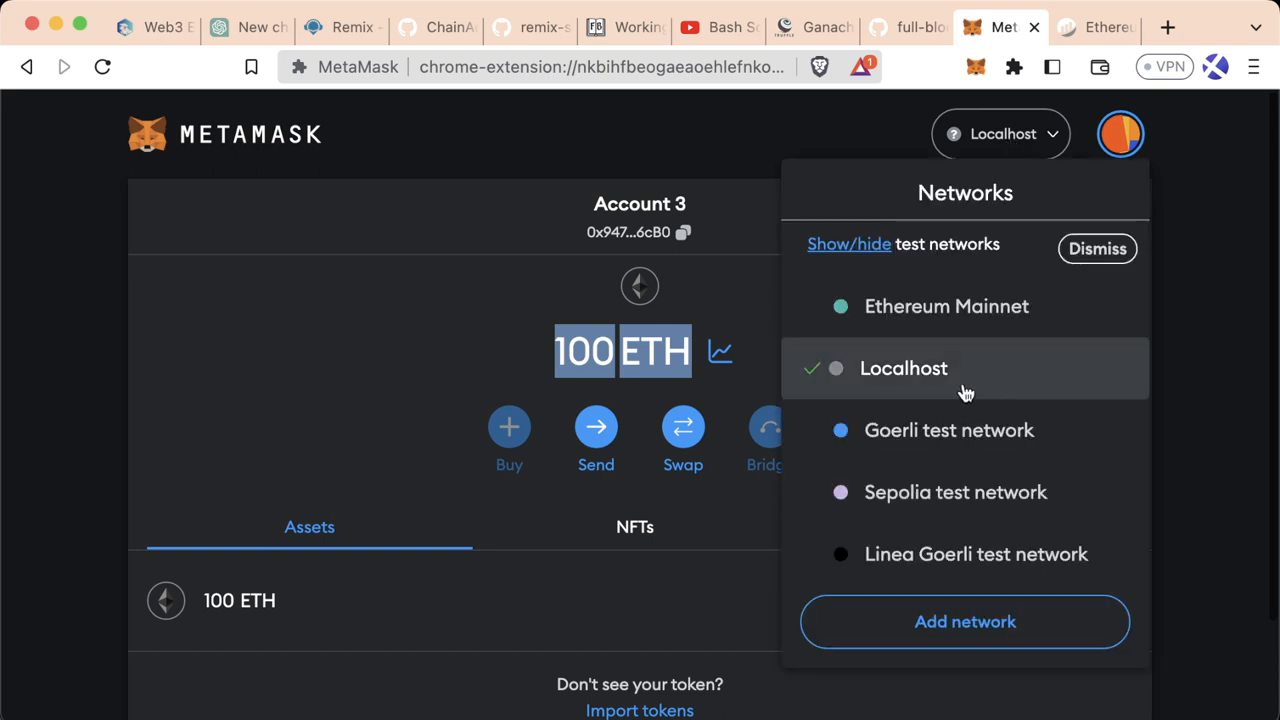 Web3 E
New ch
Remix -
ChainA
remix-s
Working
Bash Sc
Ganach
full-blo
Met
Ethereu
MetaMask
chrome-extension://nkbihfbeogaeaoehlefnko...
1
VPN
METAMASK
Localhost
Account 3
0x947...6cB0
100 ETH
Buy
Send
Swap
Bridg
Assets
NFTs
100 ETH
Don't see your token?
Import tokens
Networks
Show/hide test networks
Dismiss
Ethereum Mainnet
Localhost
Goerli test network
Sepolia test network
Linea Goerli test network
Add network